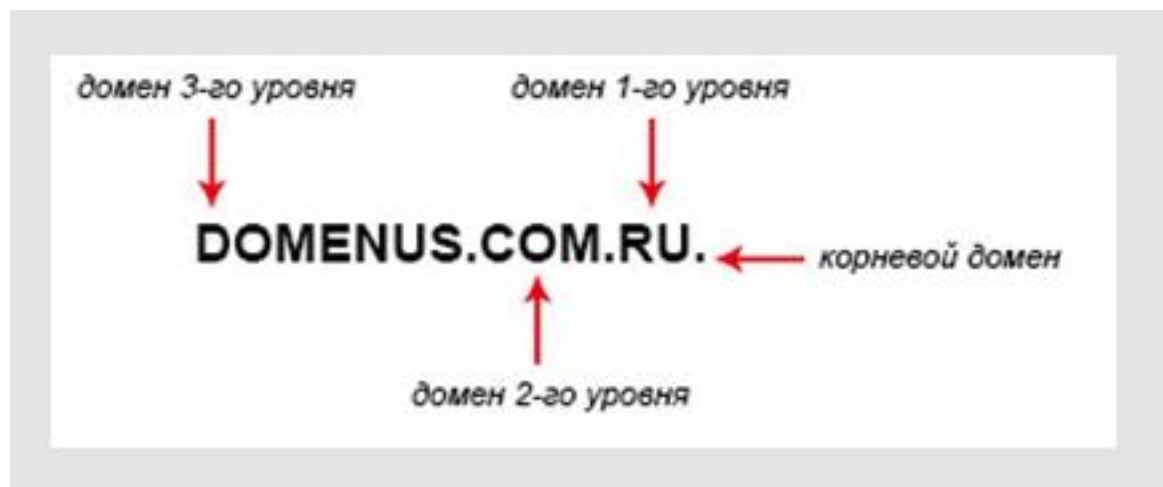 домен 3-го уровня домен 1-го уровня
DOMENUS.COM.RU.
корневой домен
домен 2-го уровня